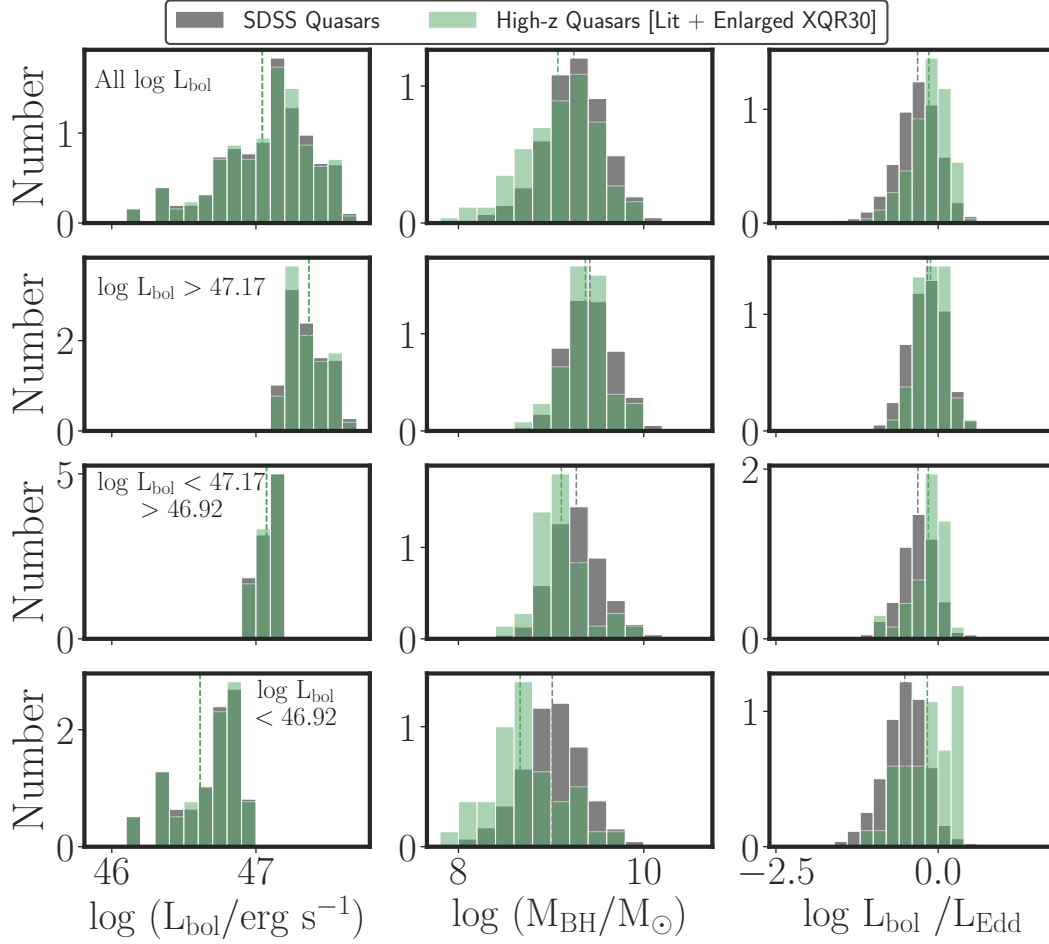 SDSS Quasars High-z Quasars [Lit + Enlarged XQR30]
All log L_bol
Number
0
1
0
1
0
1
log L_bol > 47.17
Number
0
2
0
1
0
1
log L_bol < 47.17
> 46.92
Number
0
5
0
1
0
2
log L_bol
< 46.92
Number
0
2
0
1
0
1
46 47
8 10
−2.5 0.0
log (L_bol/erg s⁻¹)
log (M_BH/M_⊙)
log L_bol /L_Edd